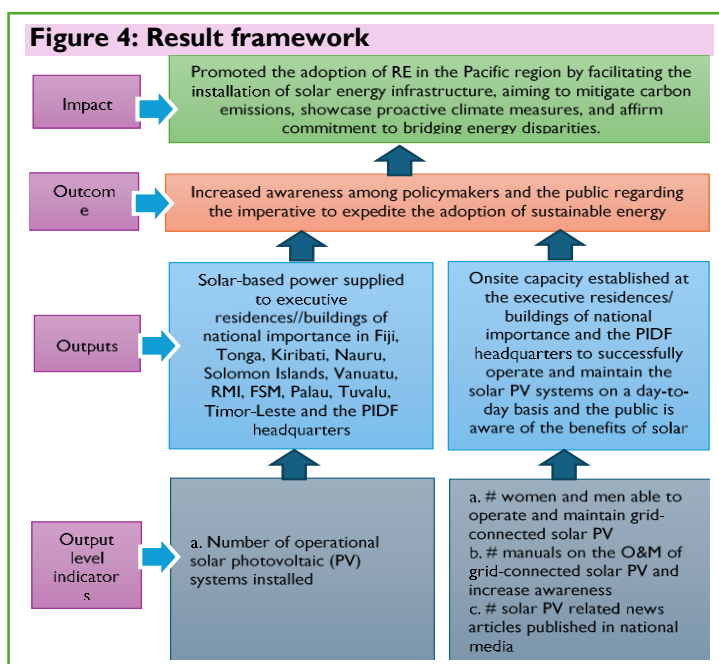 Figure 4: Result framework
Impact
Promoted the adoption of RE in the Pacific region by facilitating the
installation of solar energy infrastructure, aiming to mitigate carbon
emissions, showcase proactive climate measures, and affirm
commitment to bridging energy disparities.
Outcom
e
Increased awareness among policymakers and the public regarding
the imperative to expedite the adoption of sustainable energy
Outputs
Solar-based power supplied
to executive
residences//buildings of
national importance in Fiji,
Tonga, Kiribati, Nauru,
Solomon Islands, Vanuatu,
RMI, FSM, Palau, Tuvalu,
Timor-Leste and the PIDF
headquarters
Onsite capacity established at
the executive residences/
buildings of national
importance and the PIDF
headquarters to successfully
operate and maintain the
solar PV systems on a day-to-
day basis and the public is
aware of the benefits of solar
Output
level
indicator
s
a. Number of operational
solar photovoltaic (PV)
systems installed
a. # women and men able to
operate and maintain grid-
connected solar PV
b. # manuals on the O&M of
grid-connected solar PV and
increase awareness
c. # solar PV related news
articles published in national
media